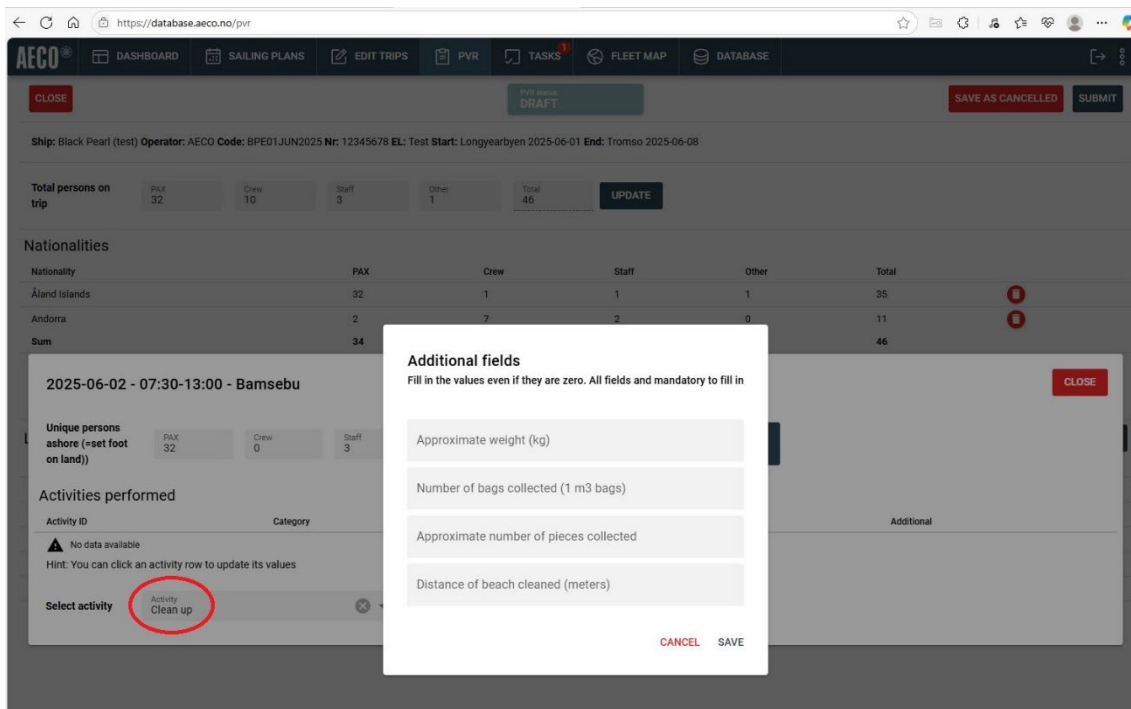 https://database.aeco.no/pvr
AECO DASHBOARD SAILING PLANS EDIT TRIPS PVR TASKS 1 FLEET MAP DATABASE
CLOSE PVR status DRAFT SAVE AS CANCELLED SUBMIT
Ship: Black Pearl (test) Operator: AECO Code: BPE01JUN2025 Nr: 12345678 EL: Test Start: Longyearbyen 2025-06-01 End: Tromso 2025-06-08
Total persons on trip PAX 32 Crew 10 Staff 3 Other 1 Total 46 UPDATE
Nationalities
Nationality PAX Crew Staff Other Total
Åland Islands 32 1 1 1 35
Andorra 2 7 2 0 11
Sum 34 46
2025-06-02 - 07:30-13:00 - Bamsebu CLOSE
Unique persons
ashore (=set foot
on land)) PAX 32 Crew 0 Staff 3
Activities performed
Activity ID Category Additional
No data available
Hint: You can click an activity row to update its values
Select activity Activity Clean up
Additional fields
Fill in the values even if they are zero. All fields and mandatory to fill in
Approximate weight (kg)
Number of bags collected (1 m3 bags)
Approximate number of pieces collected
Distance of beach cleaned (meters)
CANCEL SAVE